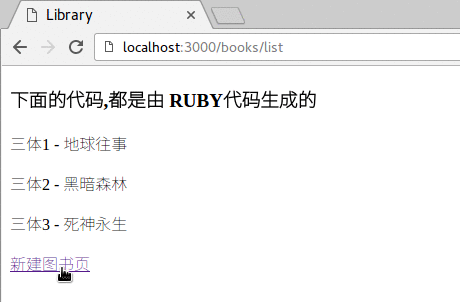 Library
localhost:3000/books/list
下面的代码,都是由 RUBY代码生成的
三体1 - 地球往事
三体2 - 黑暗森林
三体3 - 死神永生
新建图书页